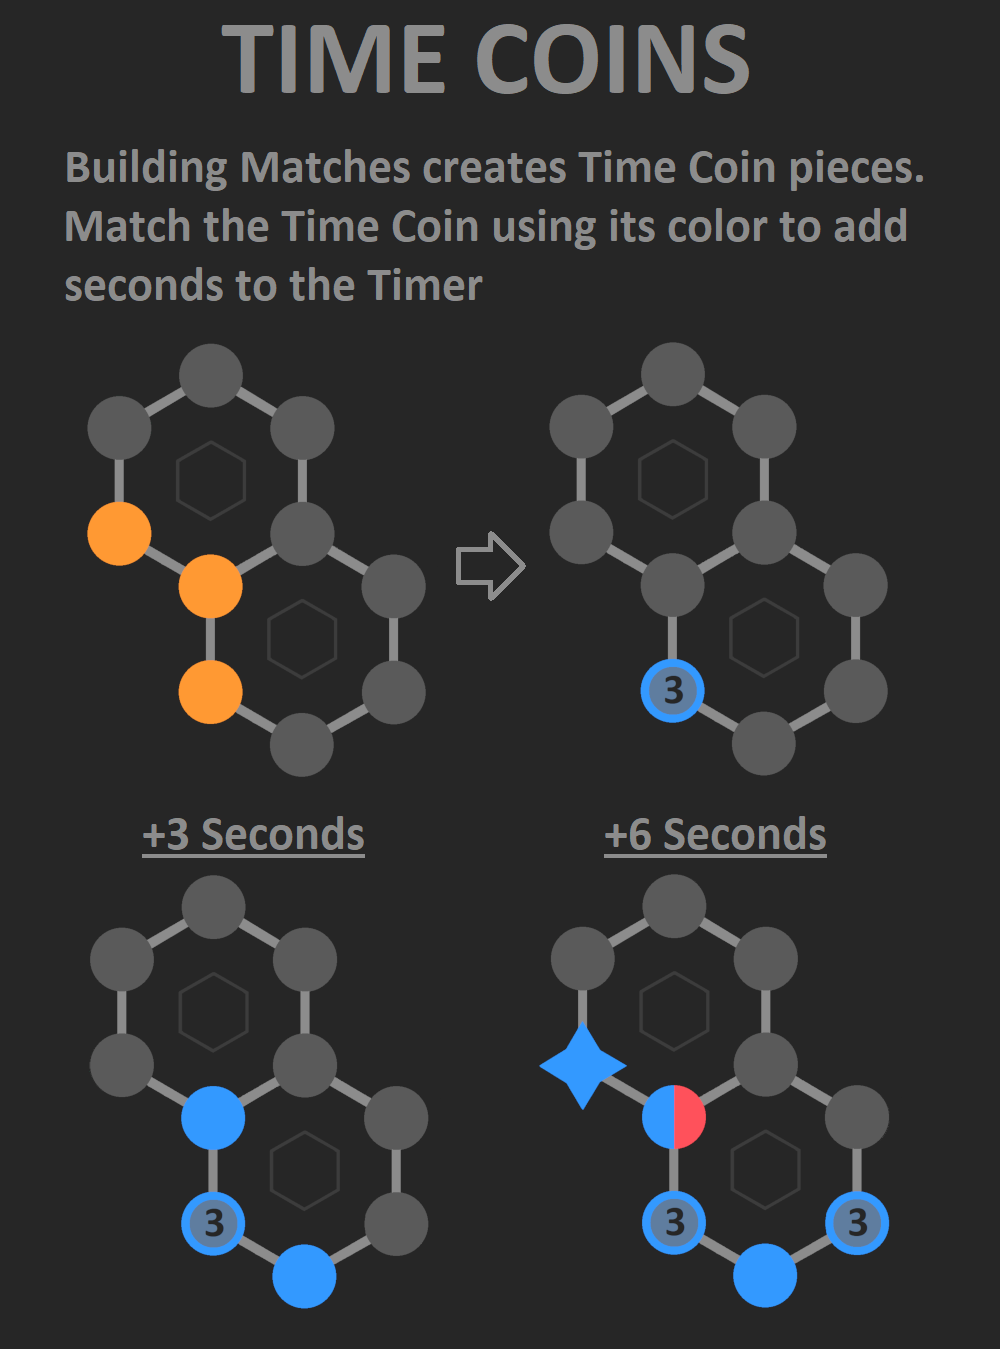 TIME COINS
Building Matches creates Time Coin pieces.
Match the Time Coin using its color to add
seconds to the Timer
3
+3 Seconds
+6 Seconds
3
3
3